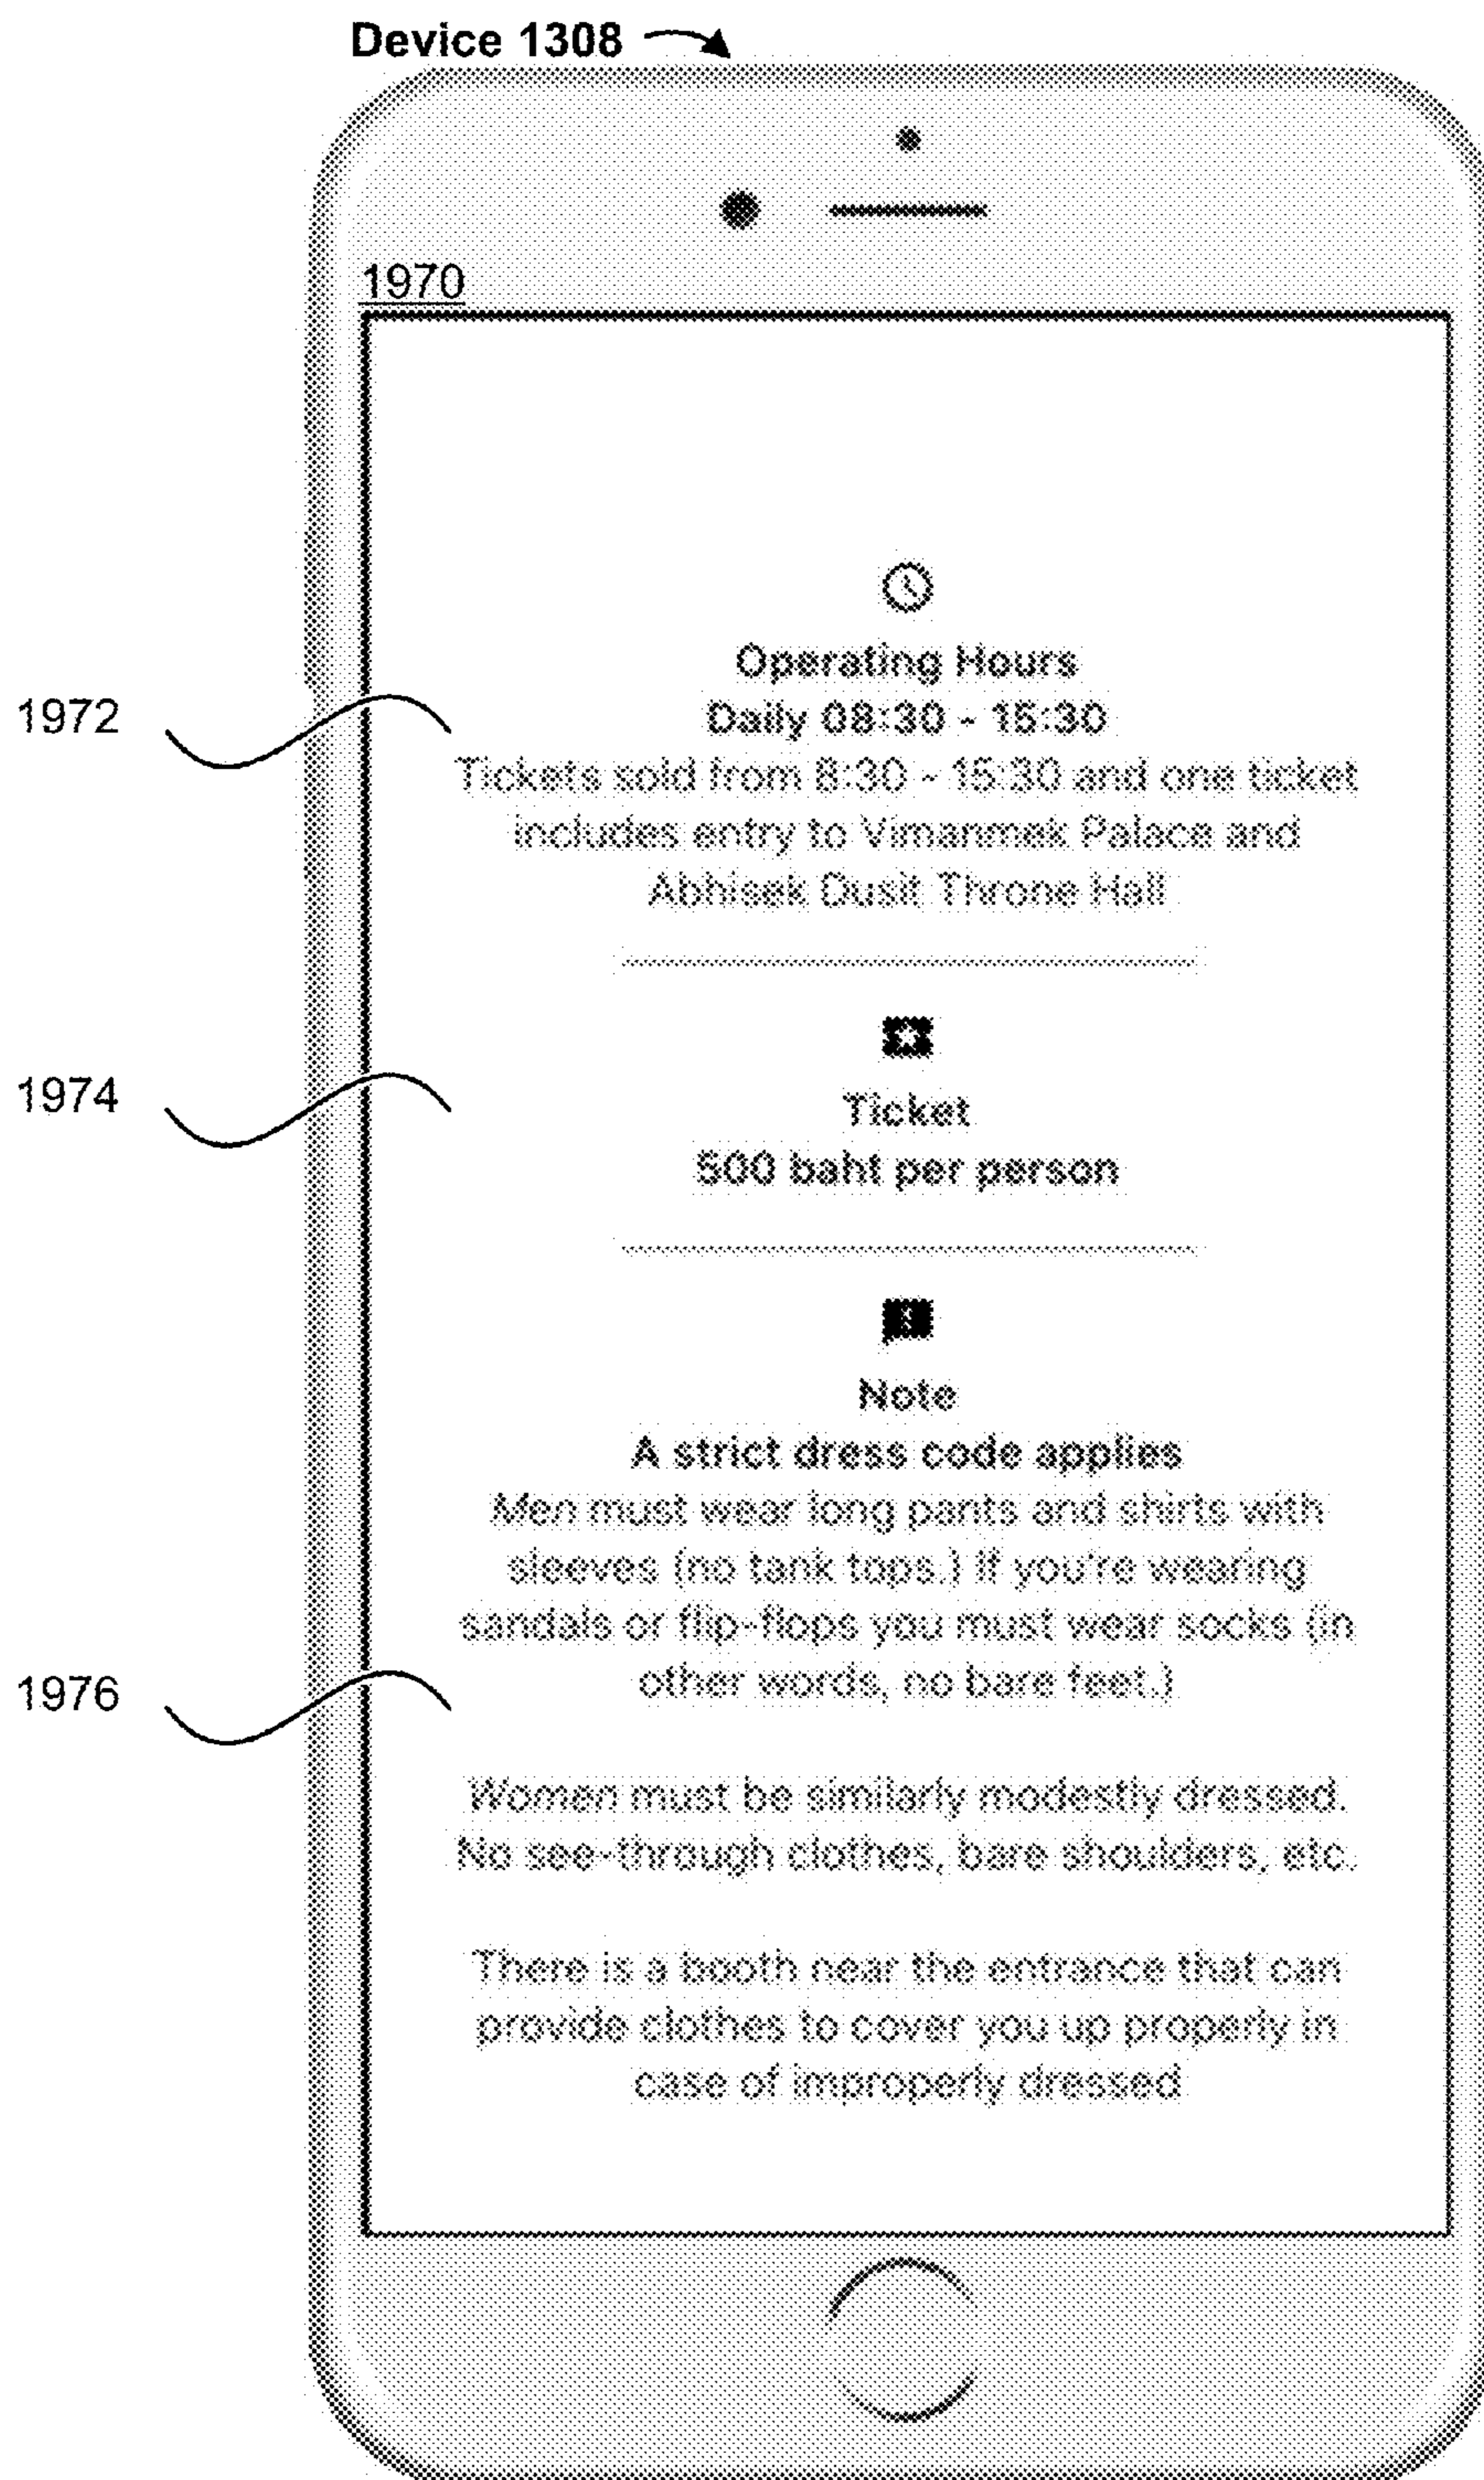 Device 1308
1970
Operating Hours
1972
Daily 08:30 - 15:30
Tickets sold from 8:30 - 15:30 and one ticket
includes entry to Vimanmek Palace and
Abhisek Dusit Throne Hall
1974
Ticket
500 baht per person
Note
A strict dress code applies
Men must wear long pants and shirts with
sleeves (no tank tops.) If you're wearing
sandals or flip-flops you must wear socks (in
other words, no bare feet.)
1976
Women must be similarly modestly dressed.
No see-through clothes, bare shoulders, etc.
There is a booth near the entrance that can
provide clothes to cover you up properly in
case of improperly dressed